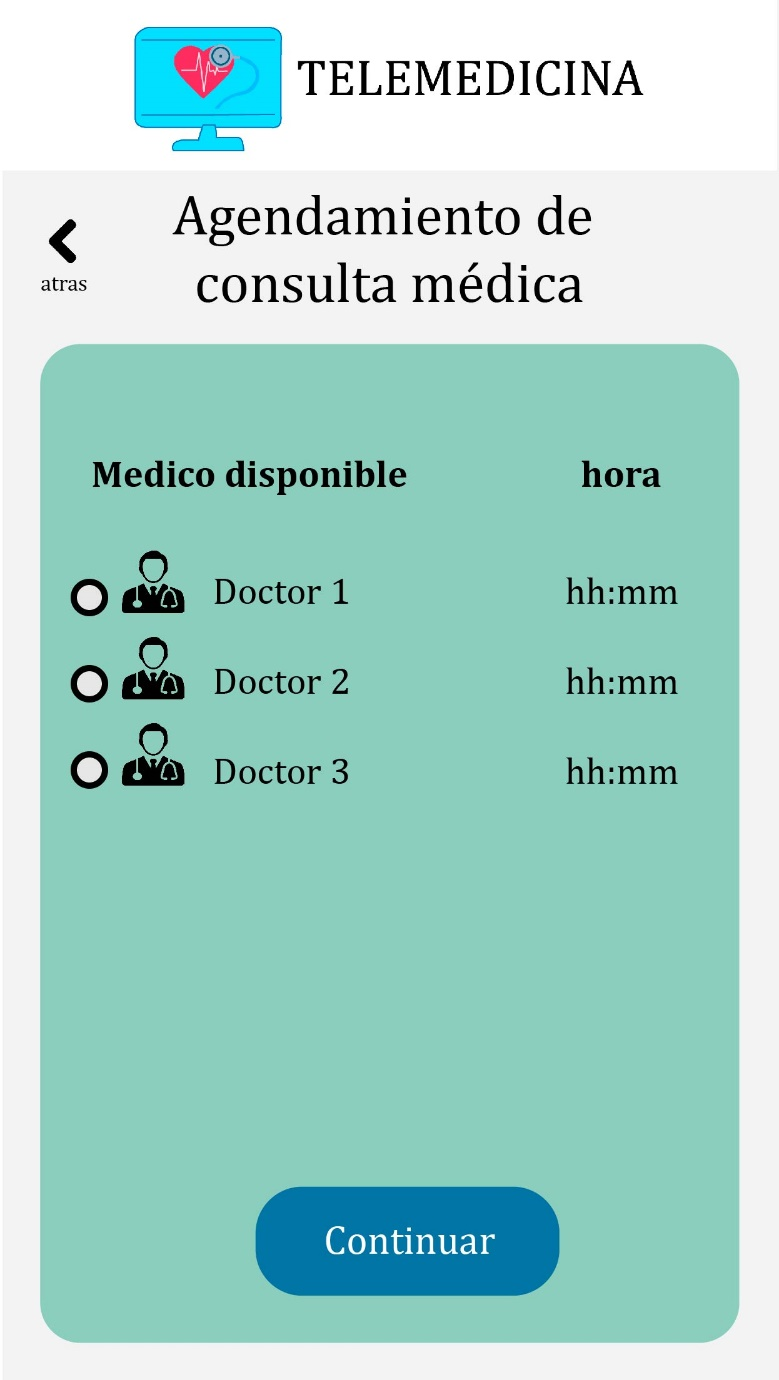 TELEMEDICINA
Agendamiento de
consulta médica
atras
Medico disponible hora
Doctor 1 hh:mm
Doctor 2 hh:mm
Doctor 3 hh:mm
Continuar